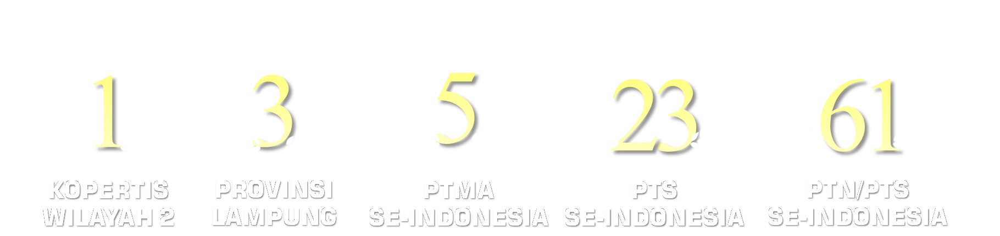 1
3
5
23
61
KOPERTIS
WILAYAH 2
PROVINSI
LAMPUNG
PTMA
SE-INDONESIA
PTS
SE-INDONESIA
PTN/PTS
SE-INDONESIA